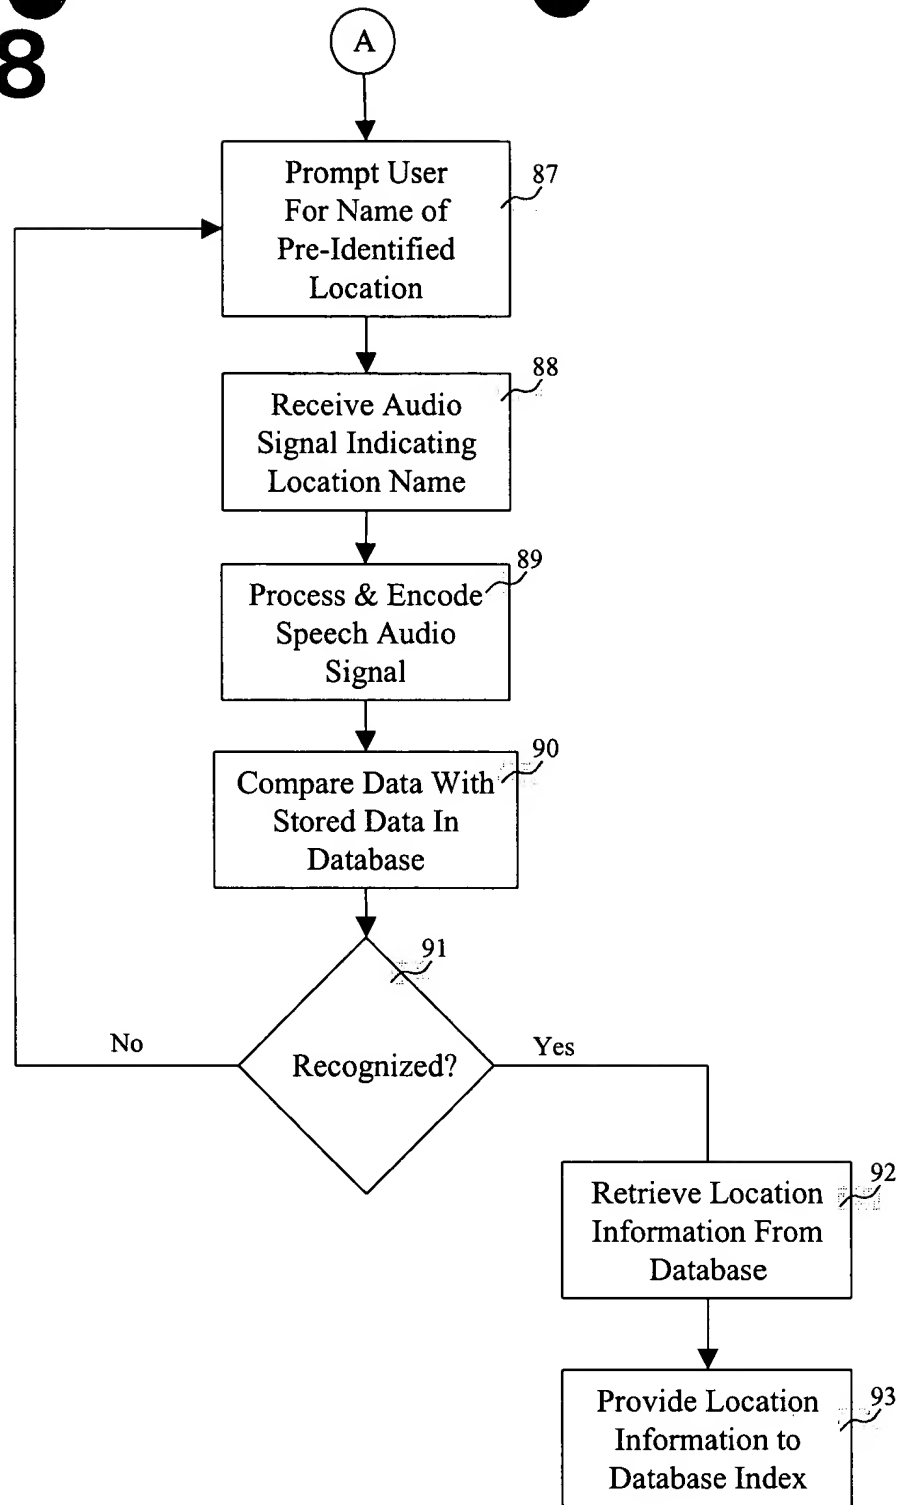 8
A
Prompt User
For Name of
Pre-Identified
Location
87
Receive Audio
Signal Indicating
Location Name
88
Process & Encode
Speech Audio
Signal
89
Compare Data With
Stored Data In
Database
90
91
Recognized?
No
Yes
Retrieve Location
Information From
Database
92
Provide Location
Information to
Database Index
93